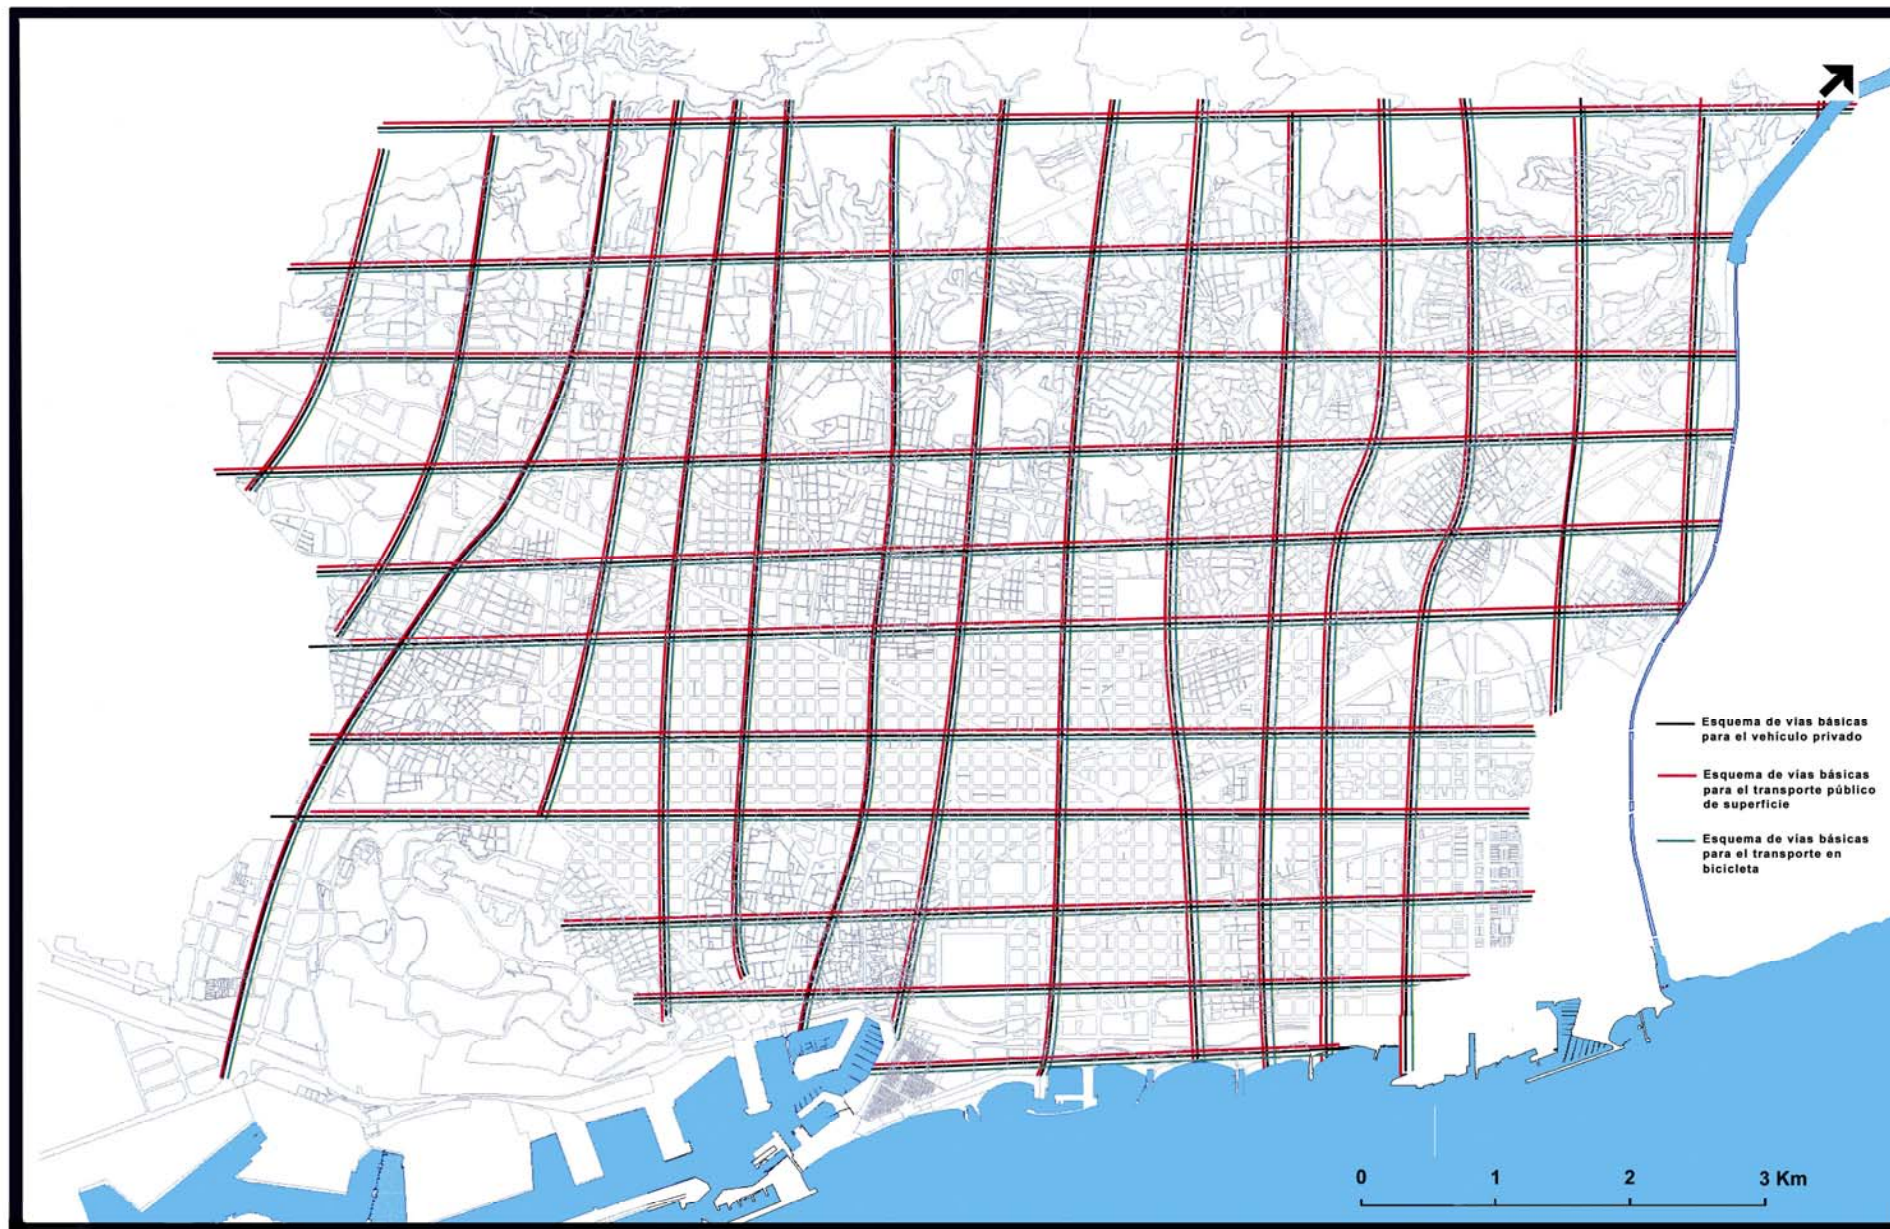 Esquema de vías básicas
para el vehículo privado
Esquema de vías básicas
para el transporte público
de superficie
Esquema de vías básicas
para el transporte en
bicicleta
0 1 2 3 Km